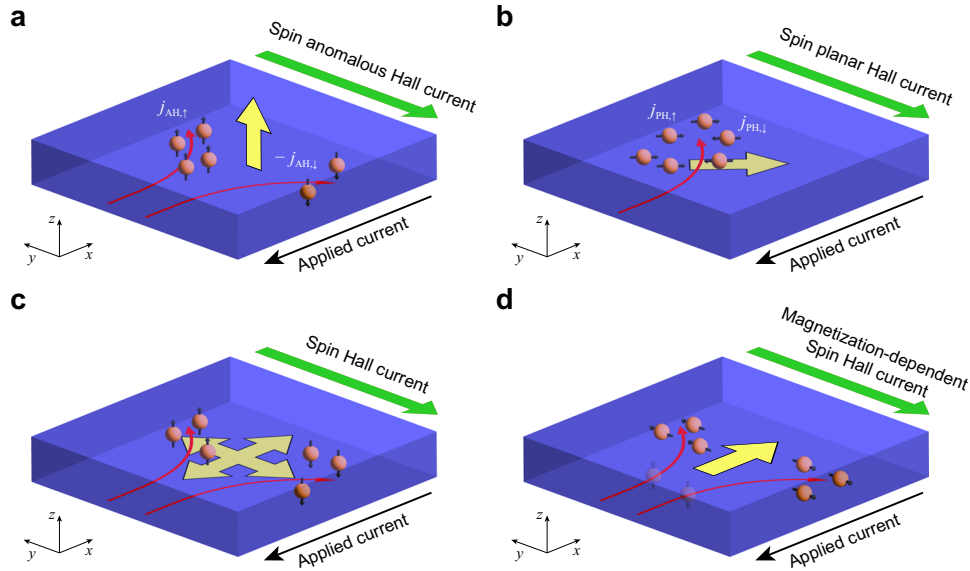 a
Spin anomalous Hall current
j_AH,↑
– j_AH,↓
Applied current
z
y
x
b
Spin planar Hall current
j_PH,↑
j_PH,↓
Applied current
z
y
x
c
Spin Hall current
Applied current
z
y
x
d
Magnetization-dependent
Spin Hall current
Applied current
z
y
x